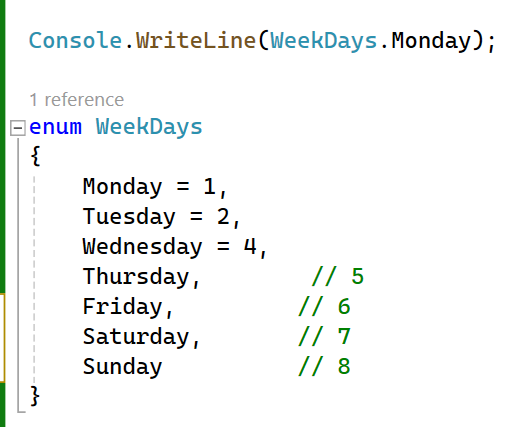 Console.WriteLine(WeekDays.Monday);
1 reference
enum WeekDays
{
    Monday = 1,
    Tuesday = 2,
    Wednesday = 4,
    Thursday,        // 5
    Friday,         // 6
    Saturday,       // 7
    Sunday          // 8
}